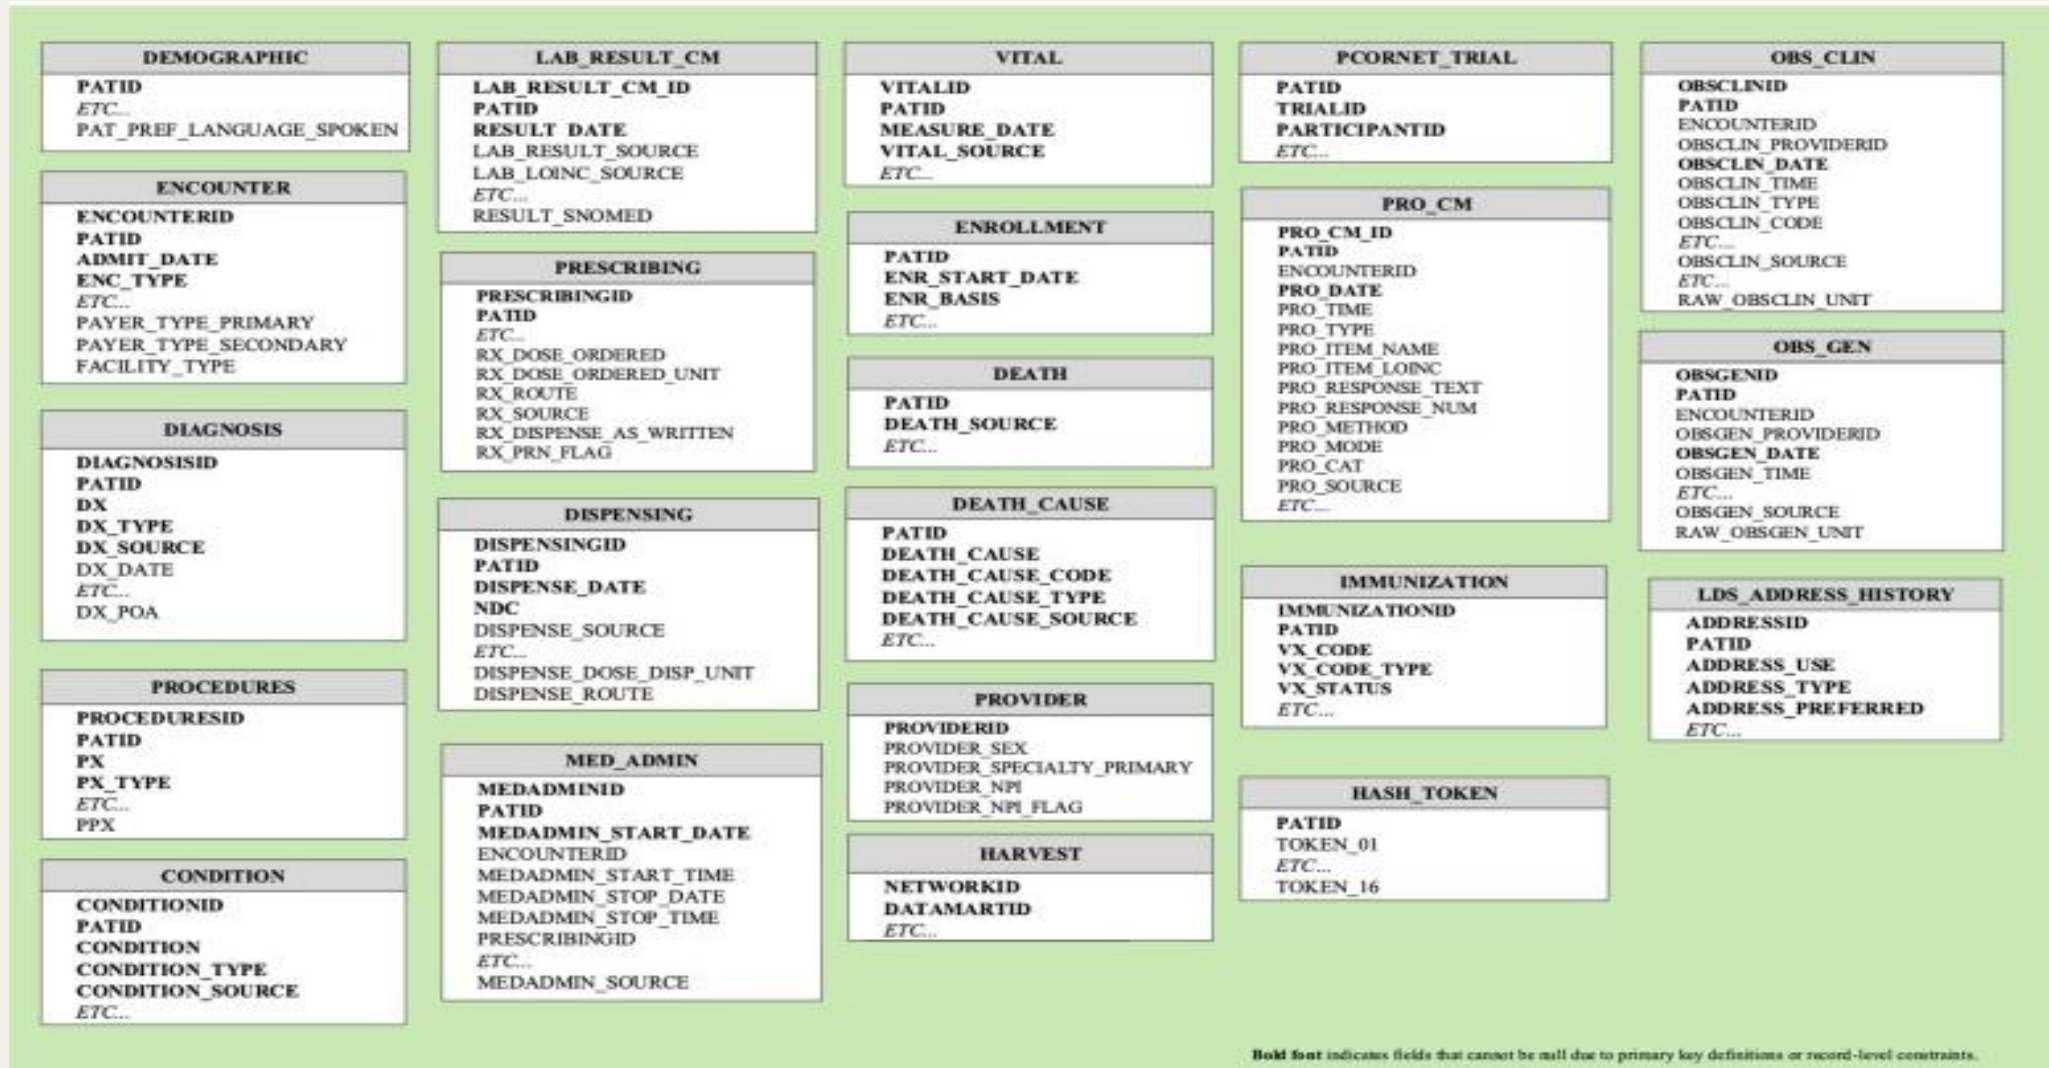 DEMOGRAPHIC
PATID
ETC...
PAT_PREF_LANGUAGE_SPOKEN
ENCOUNTER
ENCOUNTERID
PATID
ADMIT_DATE
ENC_TYPE
ETC...
PAYER_TYPE_PRIMARY
PAYER_TYPE_SECONDARY
FACILITY_TYPE
DIAGNOSIS
DIAGNOSISID
PATID
DX
DX_TYPE
DX_SOURCE
DX_DATE
ETC...
DX_POA
PROCEDURES
PROCEDURESID
PATID
PX
PX_TYPE
ETC...
PPX
CONDITION
CONDITIONID
PATID
CONDITION
CONDITION_TYPE
CONDITION_SOURCE
ETC...
LAB_RESULT_CM
LAB_RESULT_CM_ID
PATID
RESULT_DATE
LAB_RESULT_SOURCE
LAB_LOINC_SOURCE
ETC...
RESULT_SNOMED
PRESCRIBING
PRESCRIBINGID
PATID
ETC...
RX_DOSE_ORDERED
RX_DOSE_ORDERED_UNIT
RX_ROUTE
RX_SOURCE
RX_DISPENSE_AS_WRITTEN
RX_PRN_FLAG
DISPENSING
DISPENSINGID
PATID
DISPENSE_DATE
NDC
DISPENSE_SOURCE
ETC...
DISPENSE_DOSE_DISP_UNIT
DISPENSE_ROUTE
MED_ADMIN
MEDADMINID
PATID
MEDADMIN_START_DATE
ENCOUNTERID
MEDADMIN_START_TIME
MEDADMIN_STOP_DATE
MEDADMIN_STOP_TIME
PRESCRIBINGID
ETC...
MEDADMIN_SOURCE
VITAL
VITALID
PATID
MEASURE_DATE
VITAL_SOURCE
ETC...
ENROLLMENT
PATID
ENR_START_DATE
ENR_BASIS
ETC...
DEATH
PATID
DEATH_SOURCE
ETC...
DEATH_CAUSE
PATID
DEATH_CAUSE
DEATH_CAUSE_CODE
DEATH_CAUSE_TYPE
DEATH_CAUSE_SOURCE
ETC...
PROVIDER
PROVIDERID
PROVIDER_SEX
PROVIDER_SPECIALTY_PRIMARY
PROVIDER_NPI
PROVIDER_NPI_FLAG
HARVEST
NETWORKID
DATAMARTID
ETC...
PCORNET_TRIAL
PATID
TRIALID
PARTICIPANTID
ETC...
PRO_CM
PRO_CM_ID
PATID
ENCOUNTERID
PRO_DATE
PRO_TIME
PRO_TYPE
PRO_ITEM_NAME
PRO_ITEM_LOINC
PRO_RESPONSE_TEXT
PRO_RESPONSE_NUM
PRO_METHOD
PRO_MODE
PRO_CAT
PRO_SOURCE
ETC...
IMMUNIZATION
IMMUNIZATIONID
PATID
VX_CODE
VX_CODE_TYPE
VX_STATUS
ETC...
HASH_TOKEN
PATID
TOKEN_01
ETC...
TOKEN_16
OBS_CLIN
OBSCLINID
PATID
ENCOUNTERID
OBSCLIN_PROVIDERID
OBSCLIN_DATE
OBSCLIN_TIME
OBSCLIN_TYPE
OBSCLIN_CODE
ETC...
OBSCLIN_SOURCE
ETC...
RAW_OBSCLIN_UNIT
OBS_GEN
OBSGENID
PATID
ENCOUNTERID
OBSGEN_PROVIDERID
OBSGEN_DATE
OBSGEN_TIME
ETC...
OBSGEN_SOURCE
RAW_OBSGEN_UNIT
LDS_ADDRESS_HISTORY
ADDRESSID
PATID
ADDRESS_USE
ADDRESS_TYPE
ADDRESS_PREFERRED
ETC...
Bold font indicates fields that cannot be null due to primary key definitions or record-level constraints.